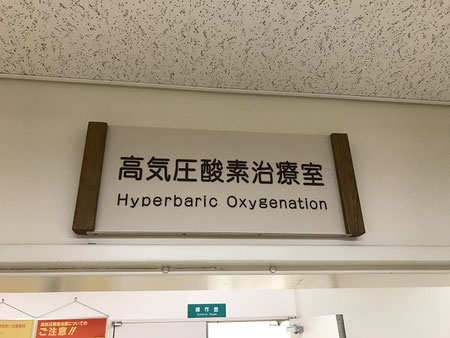 高気圧酸素治療室
Hyperbaric Oxygenation
操作室
ご注意!!